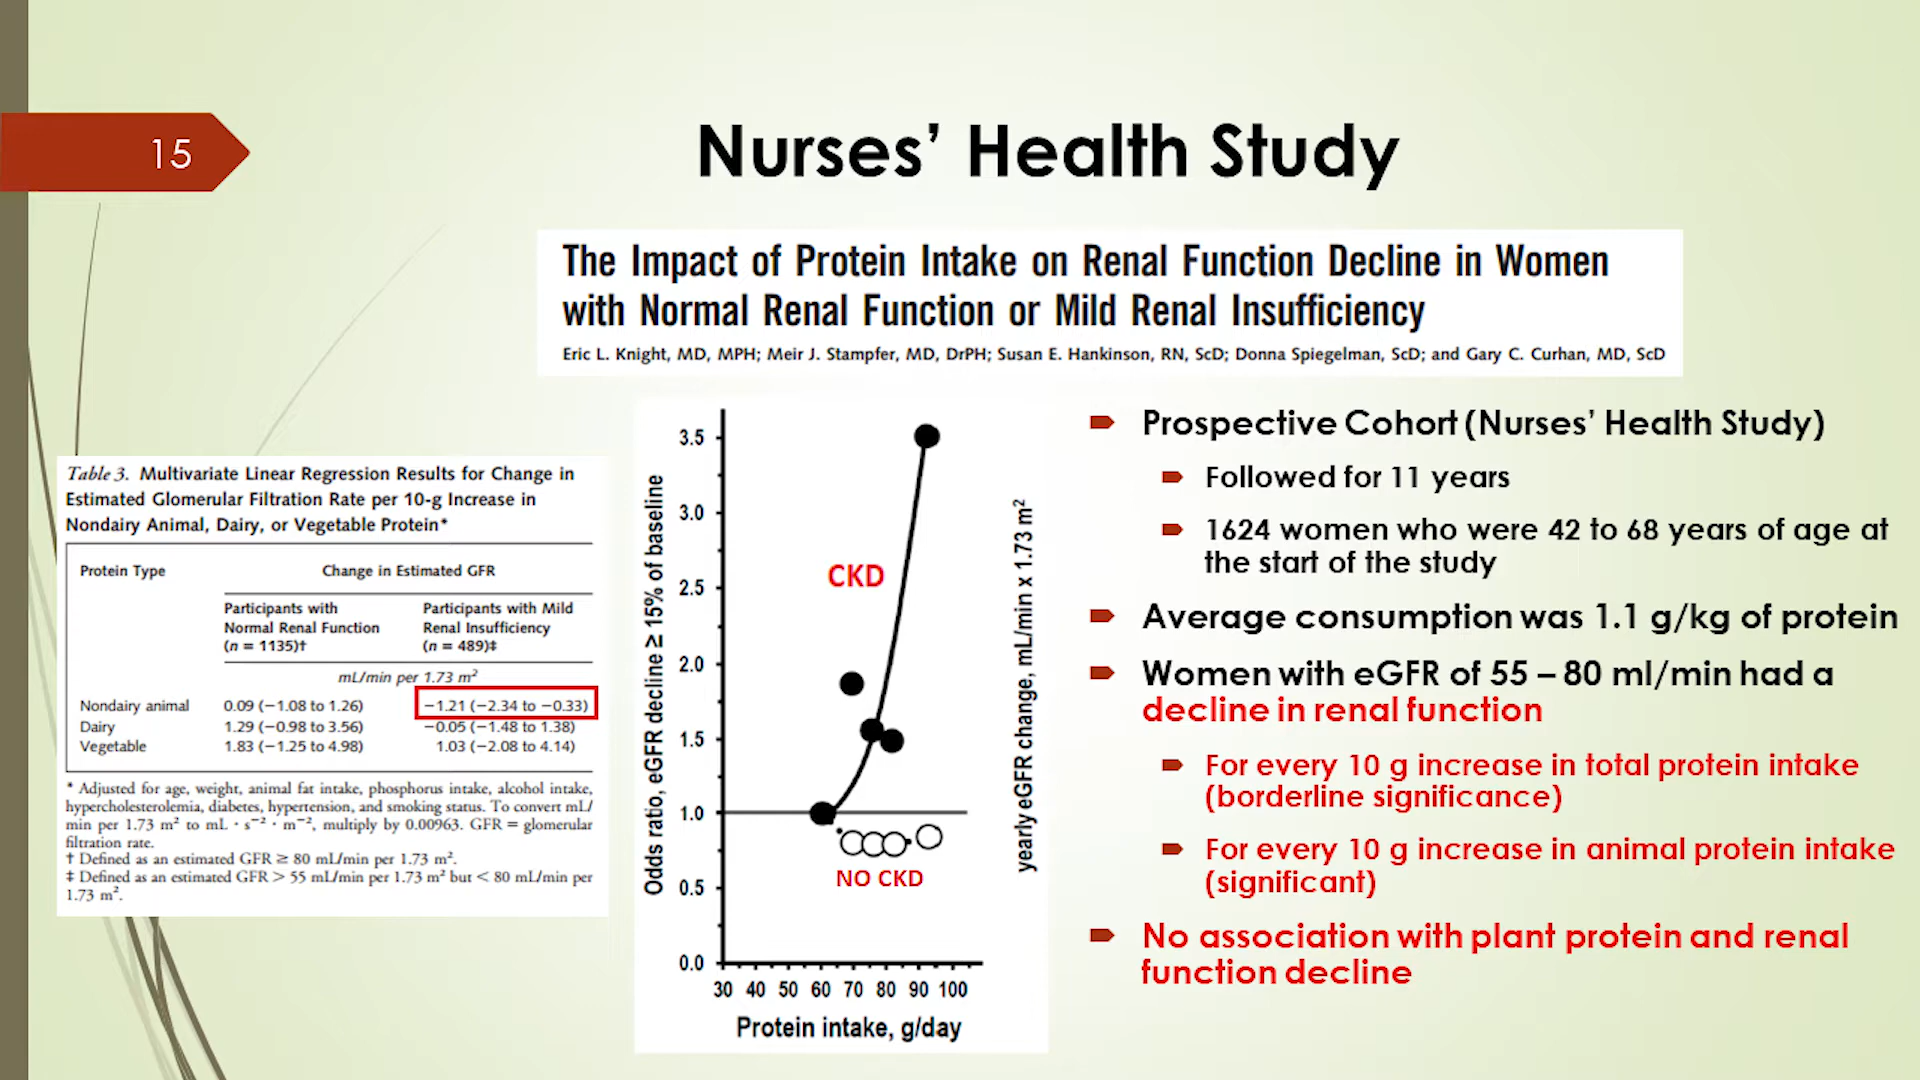 15
Nurses’ Health Study
The Impact of Protein Intake on Renal Function Decline in Women
with Normal Renal Function or Mild Renal Insufficiency
Eric L. Knight, MD, MPH; Meir J. Stampfer, MD, DrPH; Susan E. Hankinson, RN, ScD; Donna Spiegelman, ScD; and Gary C. Curhan, MD, ScD
Table 3. Multivariate Linear Regression Results for Change in
Estimated Glomerular Filtration Rate per 10-g Increase in
Nondairy Animal, Dairy, or Vegetable Protein*
Protein Type Change in Estimated GFR
Participants with Participants with Mild
Normal Renal Function Renal Insufficiency
(n = 1135)† (n = 489)‡
mL/min per 1.73 m²
Nondairy animal 0.09 (−1.08 to 1.26) −1.21 (−2.34 to −0.33)
Dairy 1.29 (−0.98 to 3.56) −0.05 (−1.48 to 1.38)
Vegetable 1.83 (−1.25 to 4.98) 1.03 (−2.08 to 4.14)
* Adjusted for age, weight, animal fat intake, phosphorus intake, alcohol intake,
hypercholesterolemia, diabetes, hypertension, and smoking status. To convert mL/
min per 1.73 m² to mL · s⁻² · m⁻², multiply by 0.00963. GFR = glomerular
filtration rate.
† Defined as an estimated GFR ≥ 80 mL/min per 1.73 m².
‡ Defined as an estimated GFR > 55 mL/min per 1.73 m² but < 80 mL/min per
1.73 m².
Odds ratio, eGFR decline ≥ 15% of baseline
3.5
3.0
2.5
2.0
1.5
1.0
0.5
0.0
CKD
NO CKD
30 40 50 60 70 80 90 100
Protein intake, g/day
yearly eGFR change, mL/min x 1.73 m²
Prospective Cohort (Nurses’ Health Study)
Followed for 11 years
1624 women who were 42 to 68 years of age at
the start of the study
Average consumption was 1.1 g/kg of protein
Women with eGFR of 55 – 80 ml/min had a
decline in renal function
For every 10 g increase in total protein intake
(borderline significance)
For every 10 g increase in animal protein intake
(significant)
No association with plant protein and renal
function decline